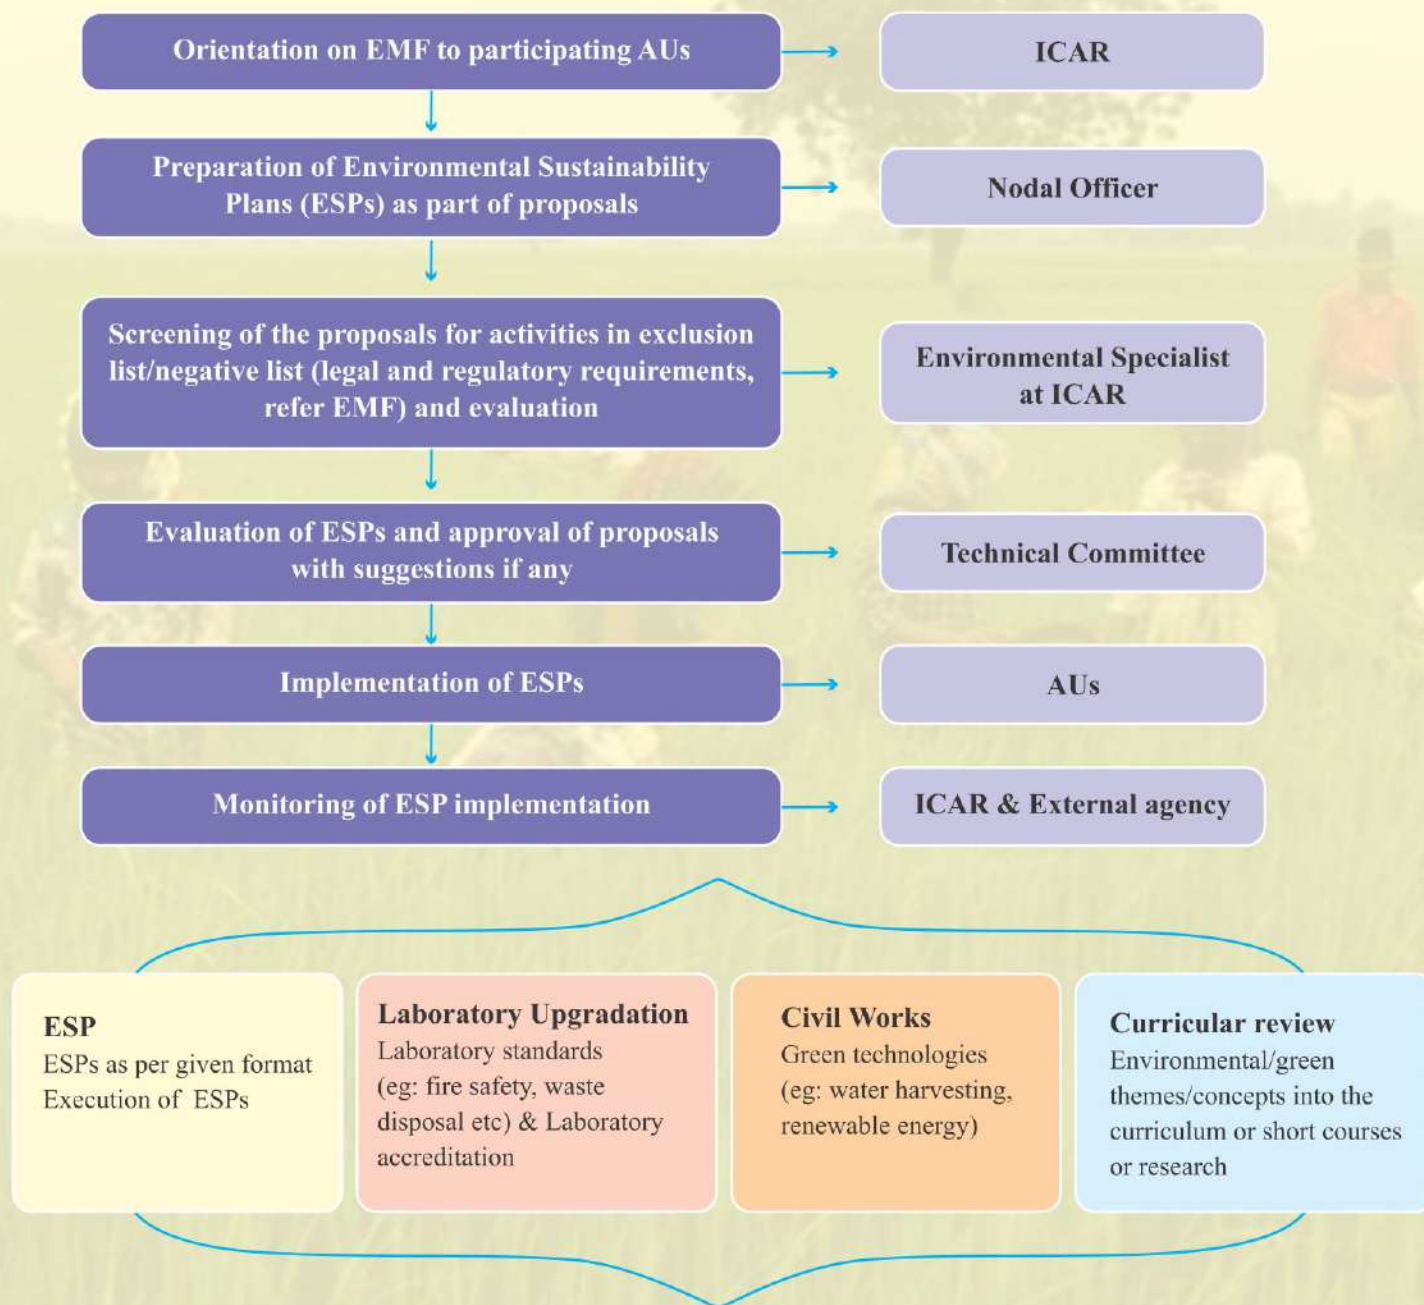 Orientation on EMF to participating AUs
ICAR
Preparation of Environmental Sustainability
Plans (ESPs) as part of proposals
Nodal Officer
Screening of the proposals for activities in exclusion
list/negative list (legal and regulatory requirements,
refer EMF) and evaluation
Environmental Specialist
at ICAR
Evaluation of ESPs and approval of proposals
with suggestions if any
Technical Committee
Implementation of ESPs
AUs
Monitoring of ESP implementation
ICAR & External agency
ESP
ESPs as per given format
Execution of ESPs
Laboratory Upgradation
Laboratory standards
(eg: fire safety, waste
disposal etc) & Laboratory
accreditation
Civil Works
Green technologies
(eg: water harvesting,
renewable energy)
Curricular review
Environmental/green
themes/concepts into the
curriculum or short courses
or research